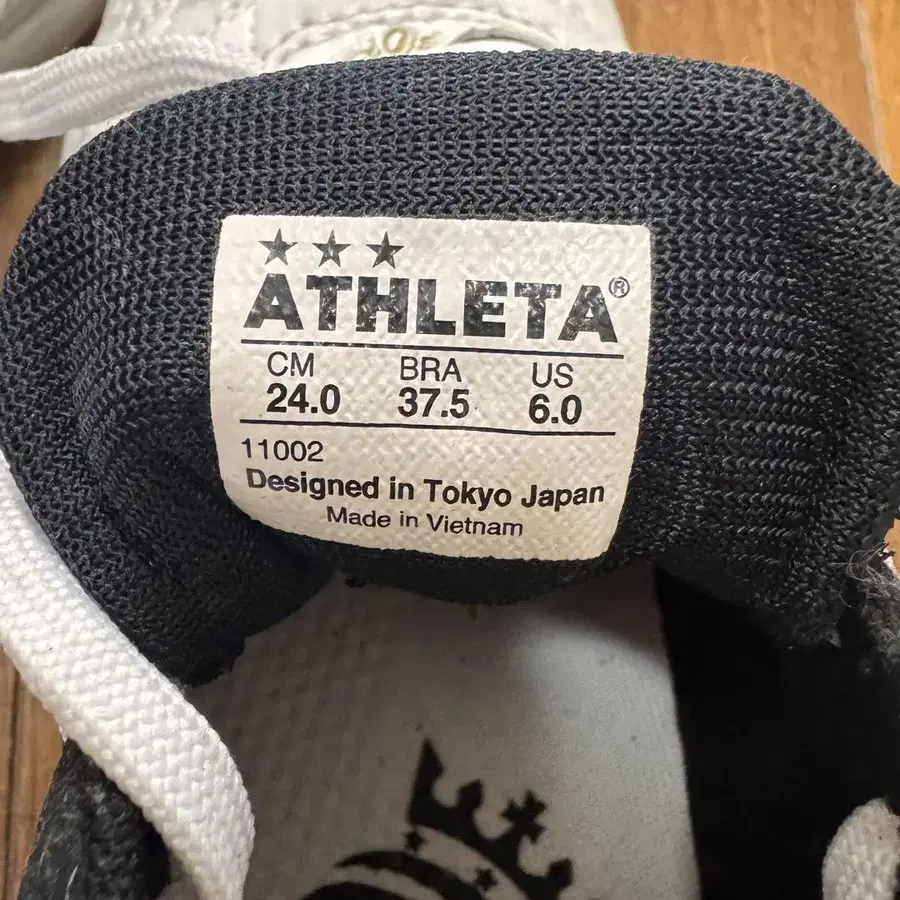 ★★★
ATHLETA®
CM BRA US
24.0 37.5 6.0
11002
Designed in Tokyo Japan
Made in Vietnam